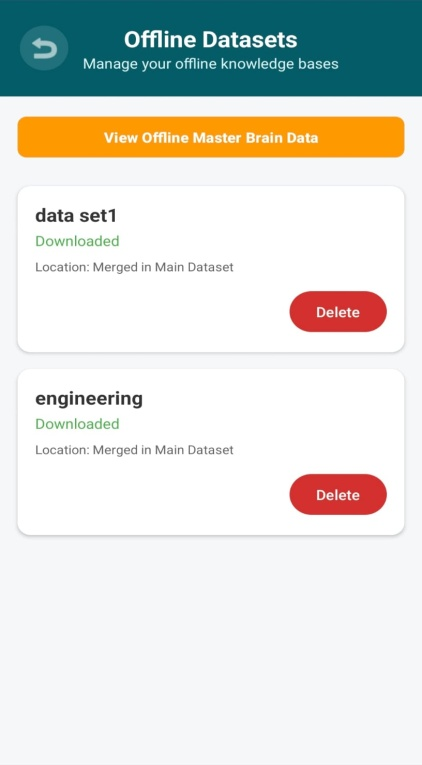 Offline Datasets
Manage your offline knowledge bases
View Offline Master Brain Data
data set1
Downloaded
Location: Merged in Main Dataset
Delete
engineering
Downloaded
Location: Merged in Main Dataset
Delete